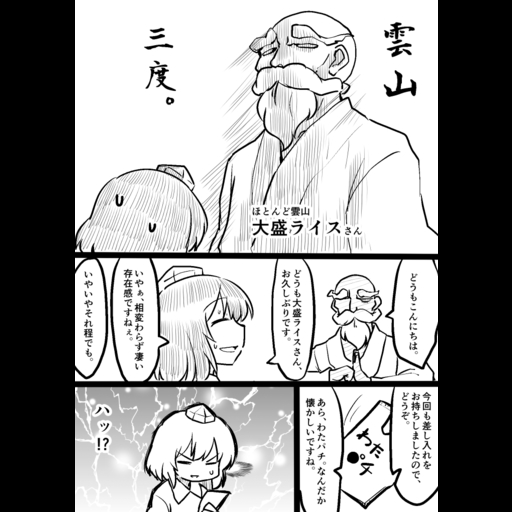 雲山
三度。
ほとんど雲山
大盛ライスさん
どうもこんにちは。
どうも大盛ライスさん、
お久しぶりです。
いやぁ、相変わらず凄い
存在感ですねぇ。
いやいやそれ程でも。
今回も差し入れを
お持ちしましたので、
どうぞ。
わた
パチ
あら、わたパチ。なんだか
懐かしいですね。
ハッ!?